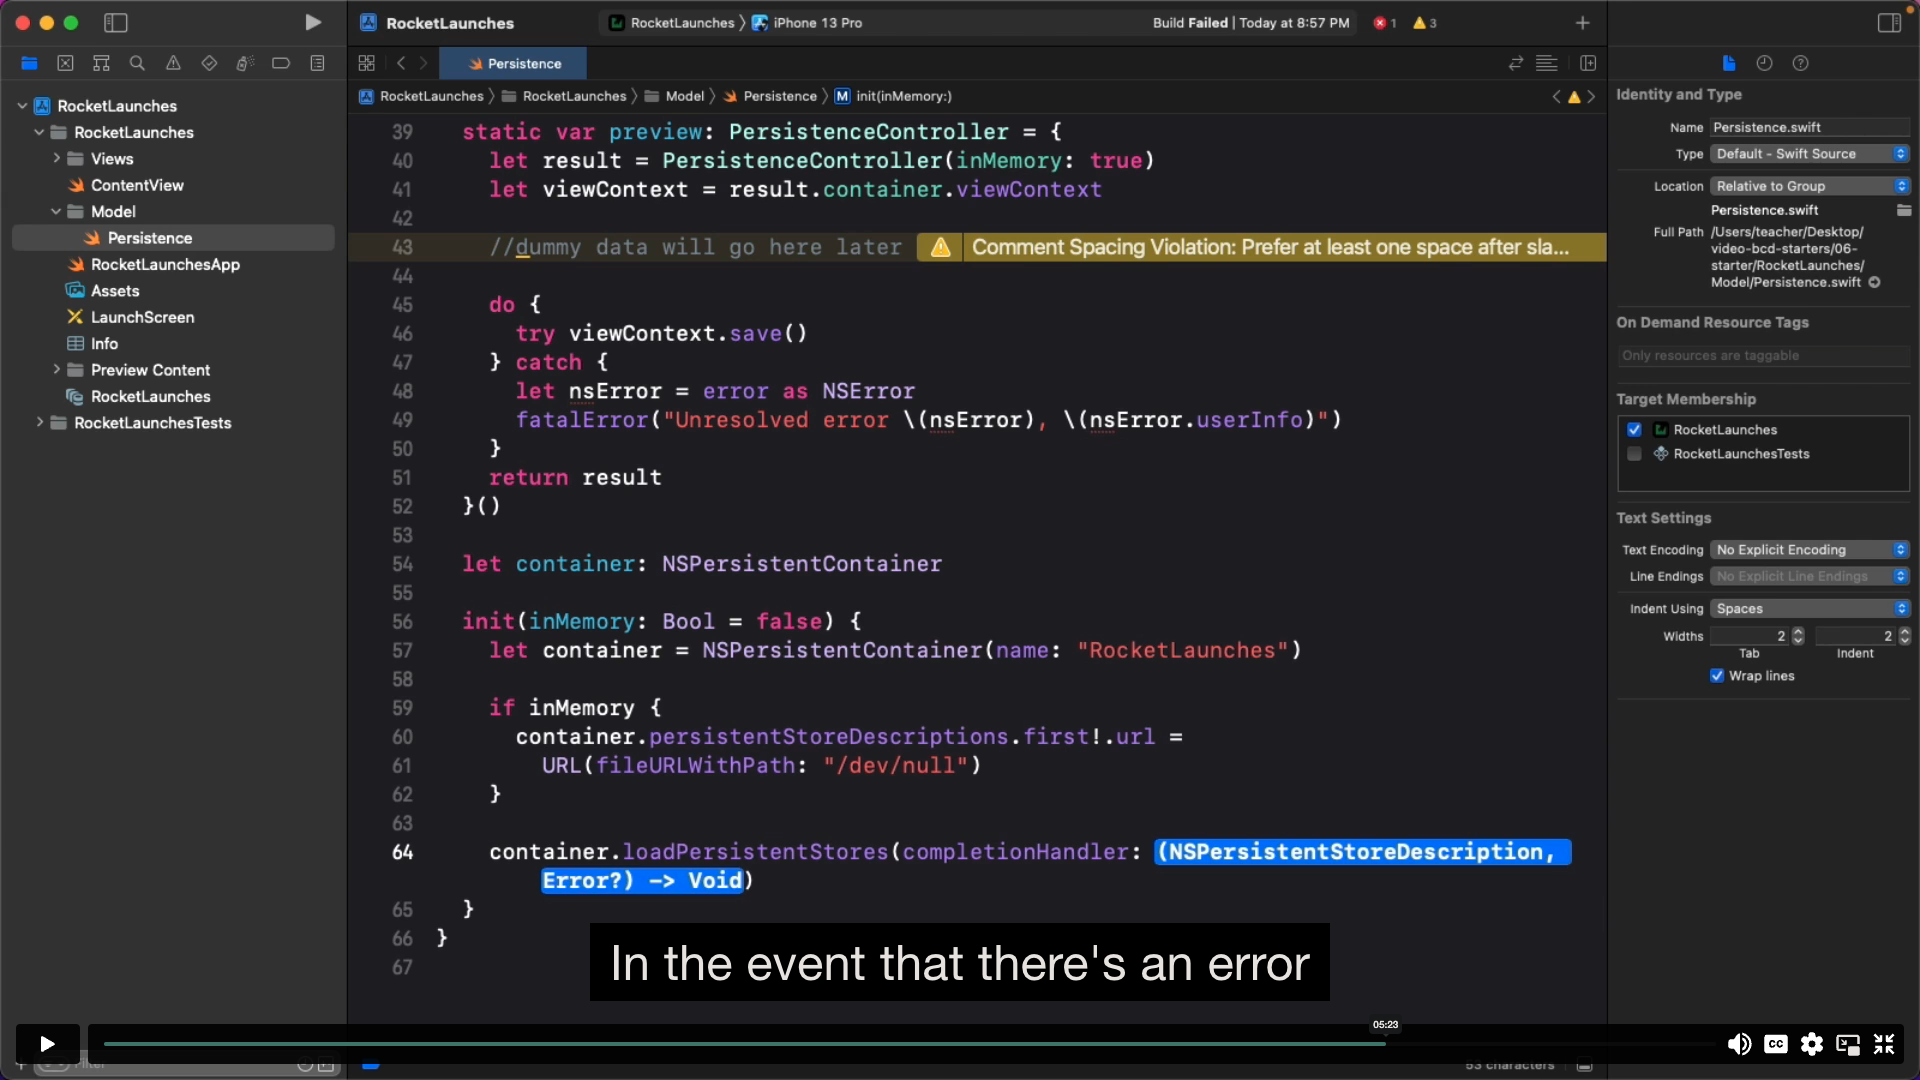 RocketLaunches
RocketLaunches 〉 iPhone 13 Pro
Build Failed | Today at 8:57 PM
1
3
Persistence
RocketLaunches 〉 RocketLaunches 〉 Model 〉 Persistence 〉 M init(inMemory:)
RocketLaunches
RocketLaunches
Views
ContentView
Model
Persistence
RocketLaunchesApp
Assets
LaunchScreen
Info
Preview Content
RocketLaunches
RocketLaunchesTests
39 static var preview: PersistenceController = {
40 let result = PersistenceController(inMemory: true)
41 let viewContext = result.container.viewContext
42
43 //dummy data will go here later Comment Spacing Violation: Prefer at least one space after sla...
44
45 do {
46 try viewContext.save()
47 } catch {
48 let nsError = error as NSError
49 fatalError("Unresolved error \(nsError), \(nsError.userInfo)")
50 }
51 return result
52 }()
53
54 let container: NSPersistentContainer
55
56 init(inMemory: Bool = false) {
57 let container = NSPersistentContainer(name: "RocketLaunches")
58
59 if inMemory {
60 container.persistentStoreDescriptions.first!.url =
61 URL(fileURLWithPath: "/dev/null")
62 }
63
64 container.loadPersistentStores(completionHandler: (NSPersistentStoreDescription,
Error?) -> Void)
65 }
66 }
67
Identity and Type
Name Persistence.swift
Type Default - Swift Source
Location Relative to Group
Persistence.swift
Full Path /Users/teacher/Desktop/
video-bcd-starters/06-
starter/RocketLaunches/
Model/Persistence.swift
On Demand Resource Tags
Only resources are taggable
Target Membership
RocketLaunches
RocketLaunchesTests
Text Settings
Text Encoding No Explicit Encoding
Line Endings No Explicit Line Endings
Indent Using Spaces
Widths 2 2
Tab Indent
Wrap lines
In the event that there's an error
05:23
CC
Filter
53 characters